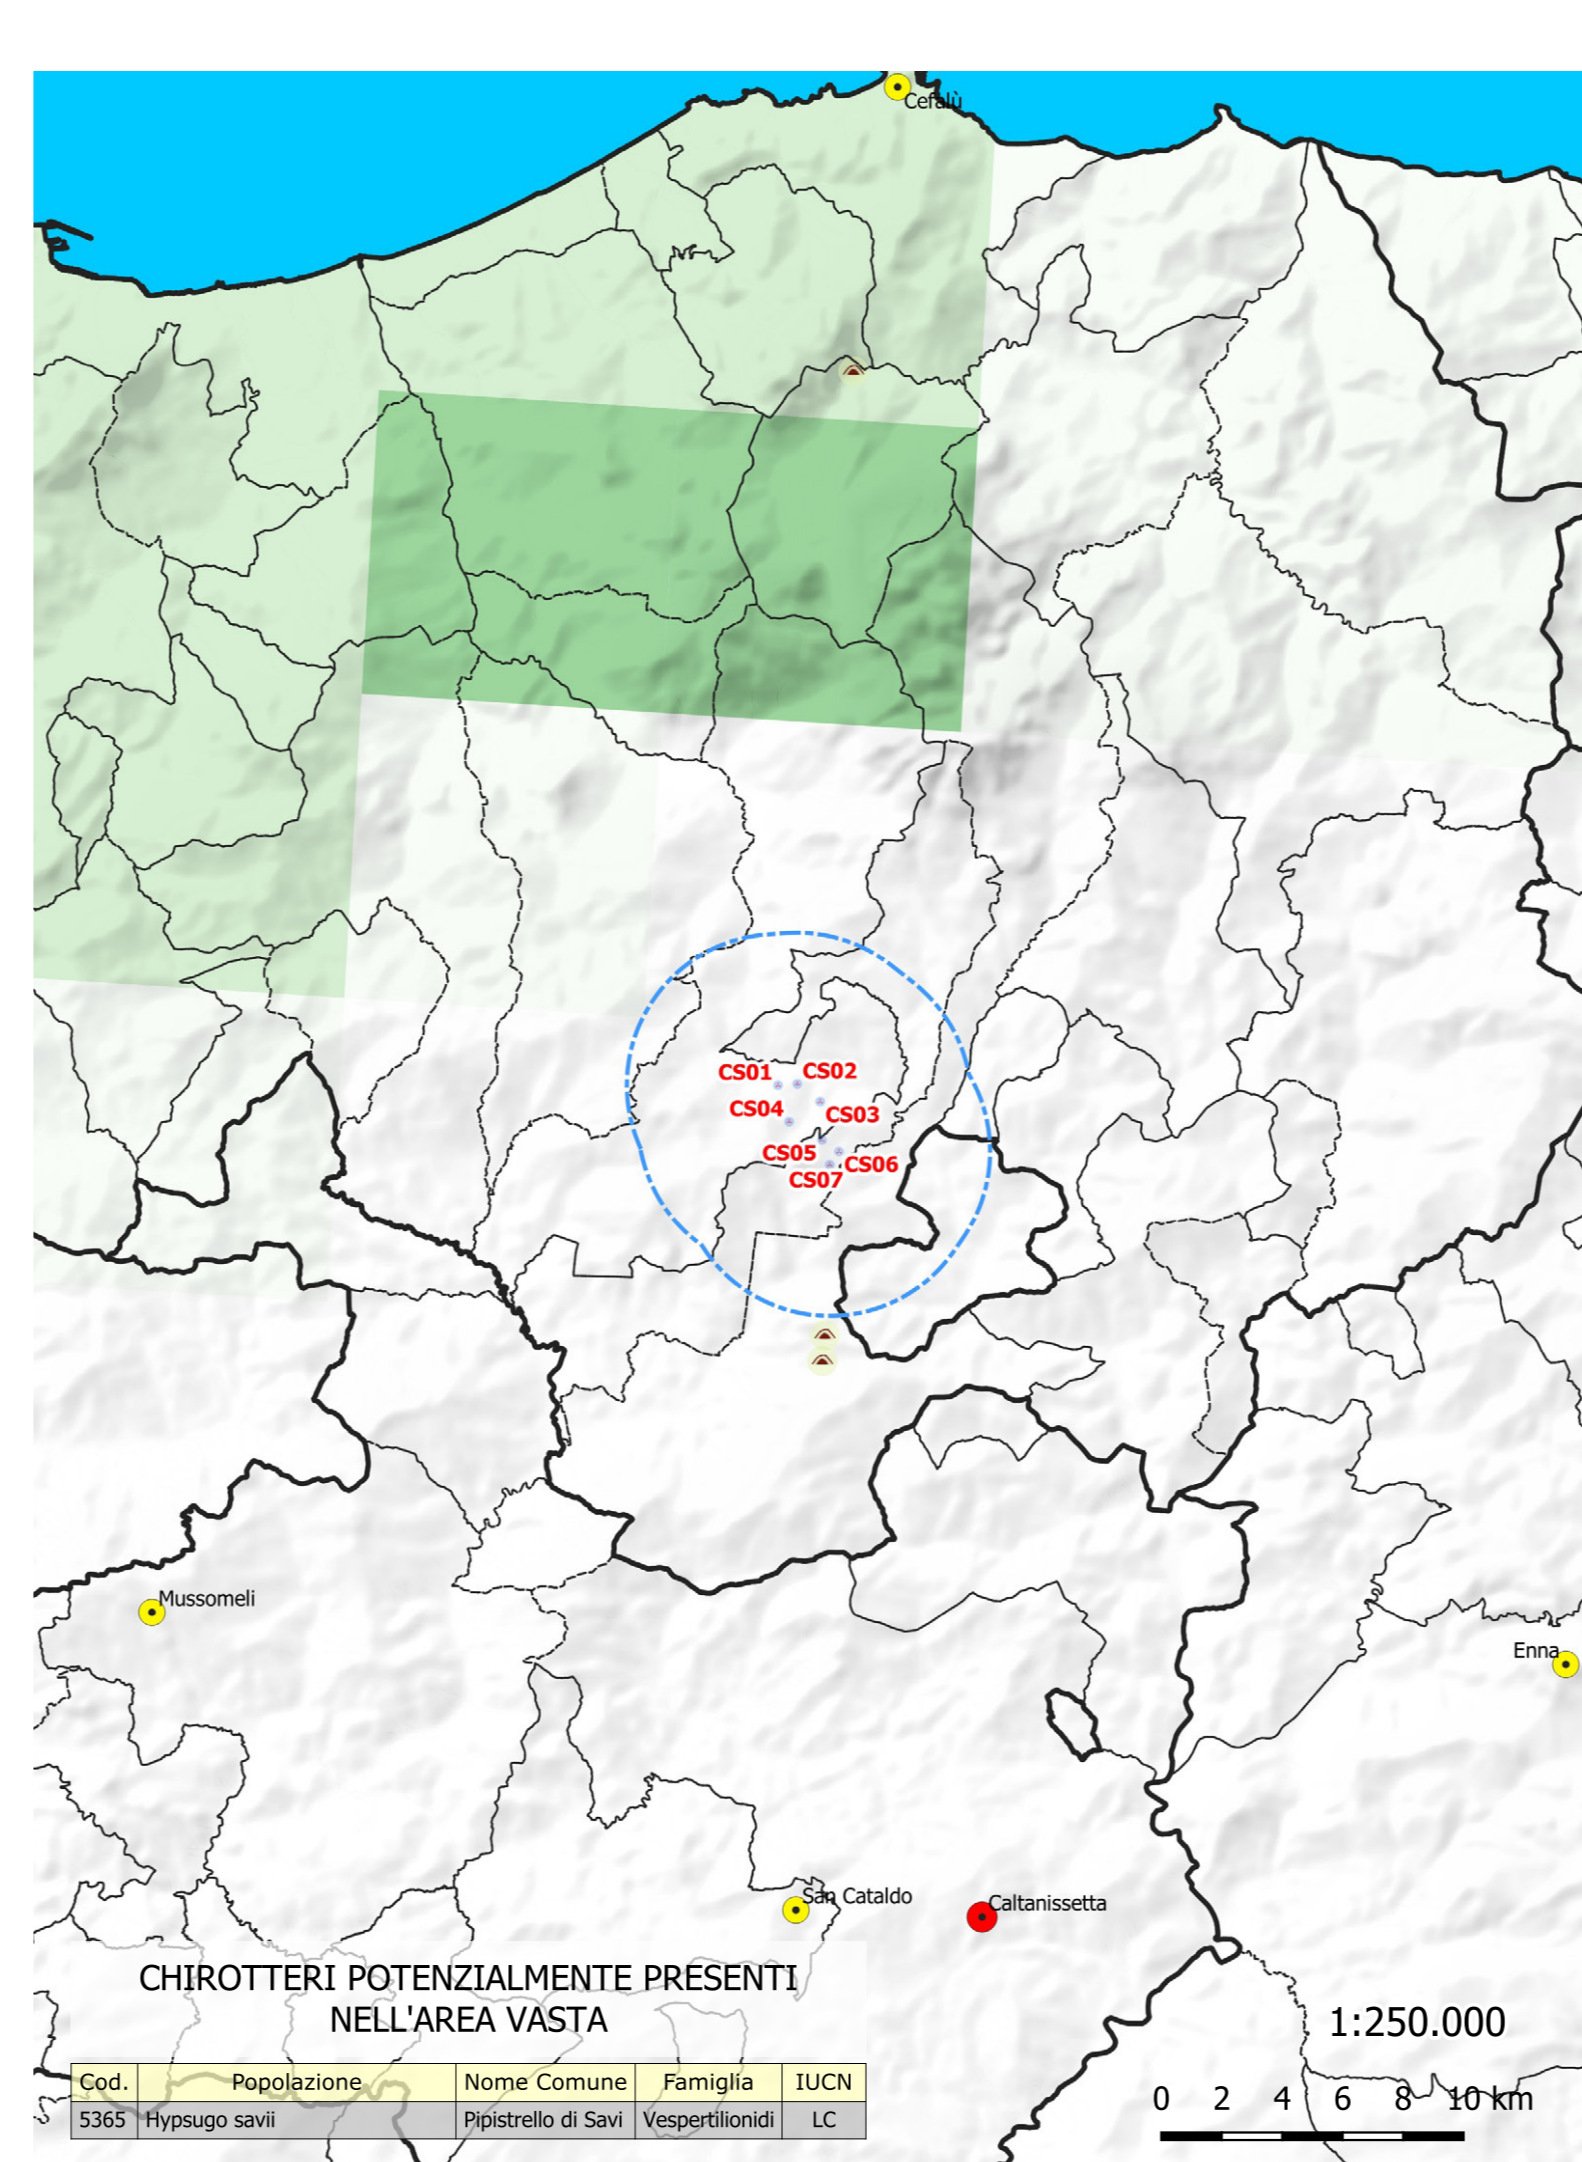 Cefalù
CS01
CS02
CS04
CS03
CS05
CS06
CS07
Mussomeli
Enna
San Cataldo
Caltanissetta
CHIROTTERI POTENZIALMENTE PRESENTI
NELL'AREA VASTA
1:250.000
Cod. Popolazione Nome Comune Famiglia IUCN
5365 Hypsugo savii Pipistrello di Savi Vespertilionidi LC
0 2 4 6 8 10 km